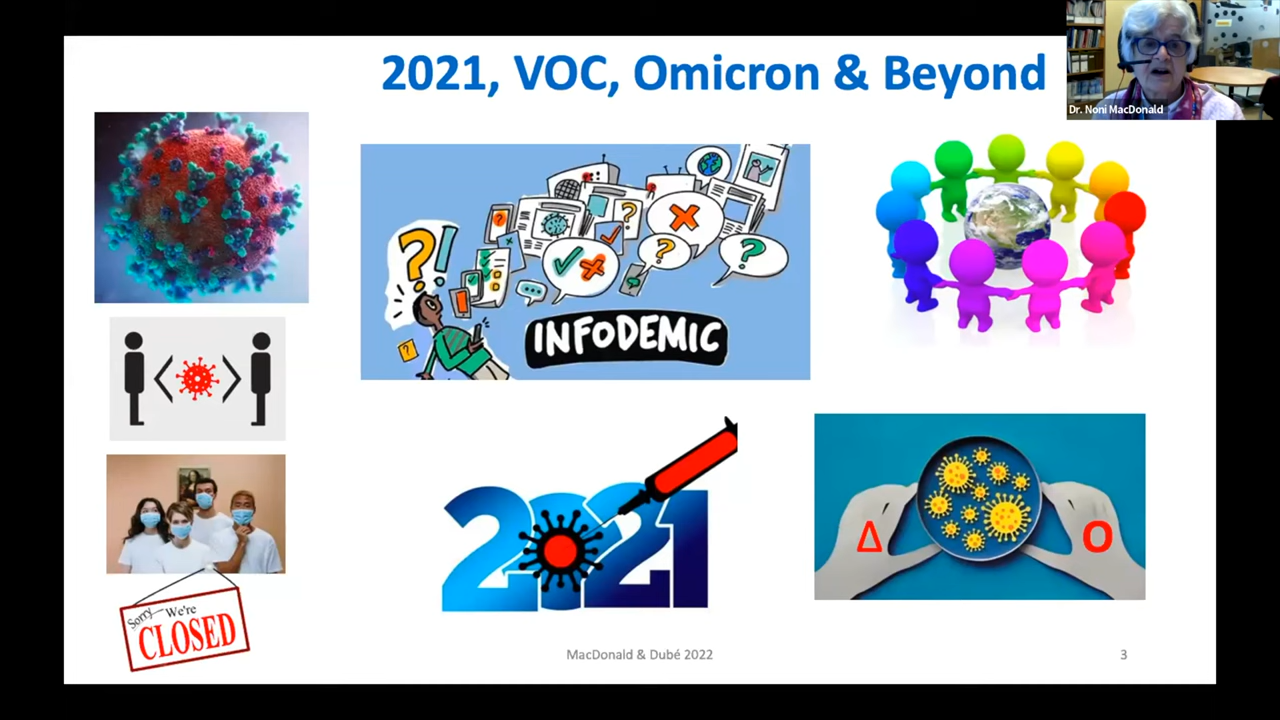 2021, VOC, Omicron & Beyond
Dr. Noni MacDonald
INFODEMIC
2021
Δ
O
Sorry We're
CLOSED
MacDonald & Dubé 2022
3